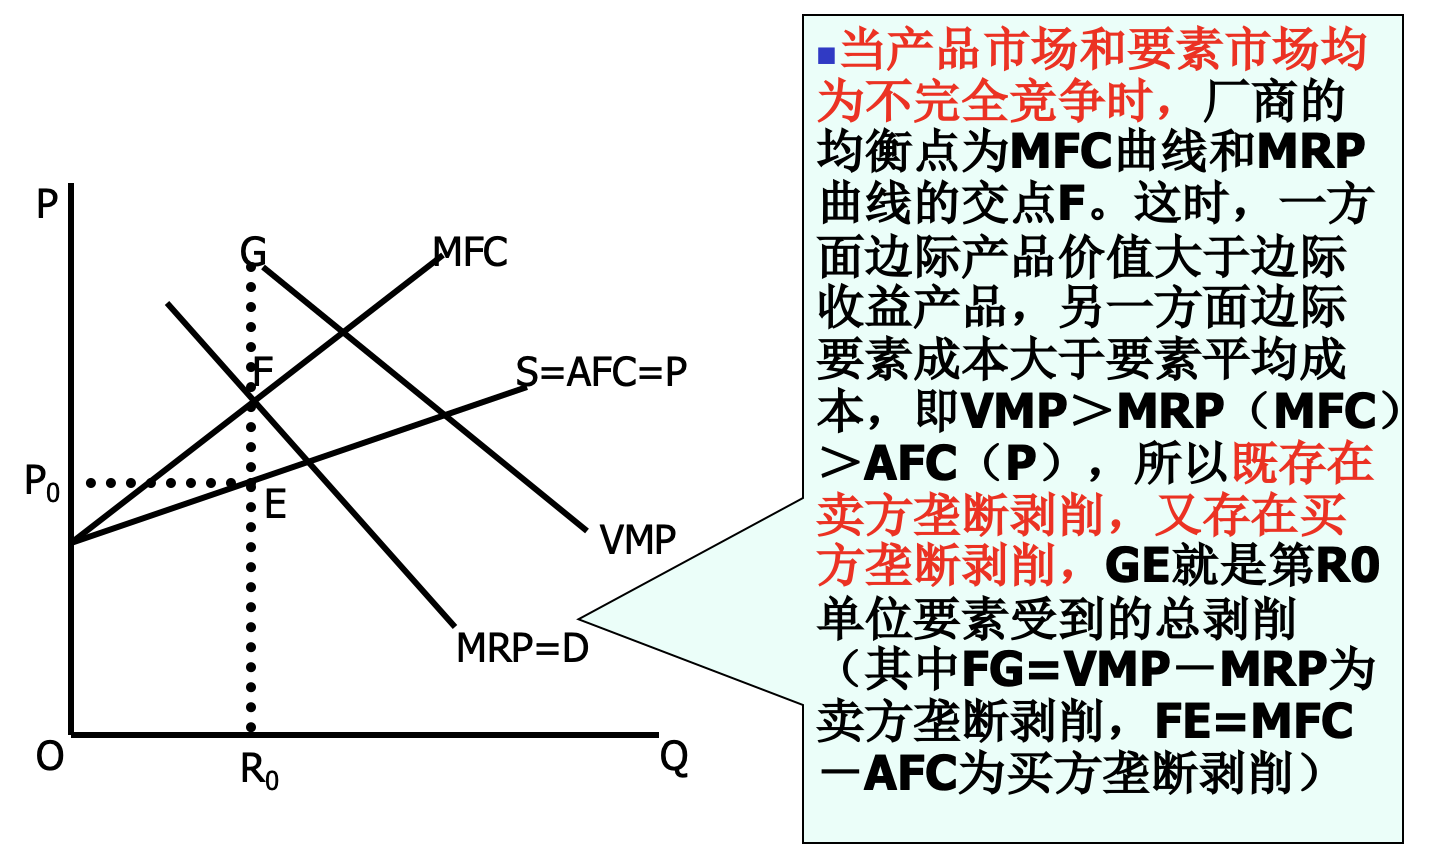 P
G
MFC
F
S=AFC=P
P0
E
VMP
MRP=D
O
R0
Q
■当产品市场和要素市场均
为不完全竞争时，厂商的
均衡点为MFC曲线和MRP
曲线的交点F。这时，一方
面边际产品价值大于边际
收益产品，另一方面边际
要素成本大于要素平均成
本，即VMP＞MRP（MFC）
＞AFC（P），所以既存在
卖方垄断剥削，又存在买
方垄断剥削，GE就是第R0
单位要素受到的总剥削
（其中FG=VMP－MRP为
卖方垄断剥削，FE=MFC
－AFC为买方垄断剥削）